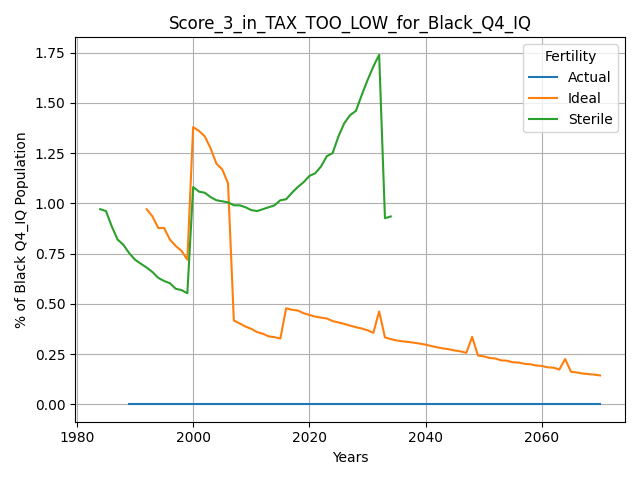 Score_3_in_TAX_TOO_LOW_for_Black_Q4_IQ
Fertility
Actual
Ideal
Sterile
% of Black Q4_IQ Population
1.75
1.50
1.25
1.00
0.75
0.50
0.25
0.00
1980 2000 2020 2040 2060
Years